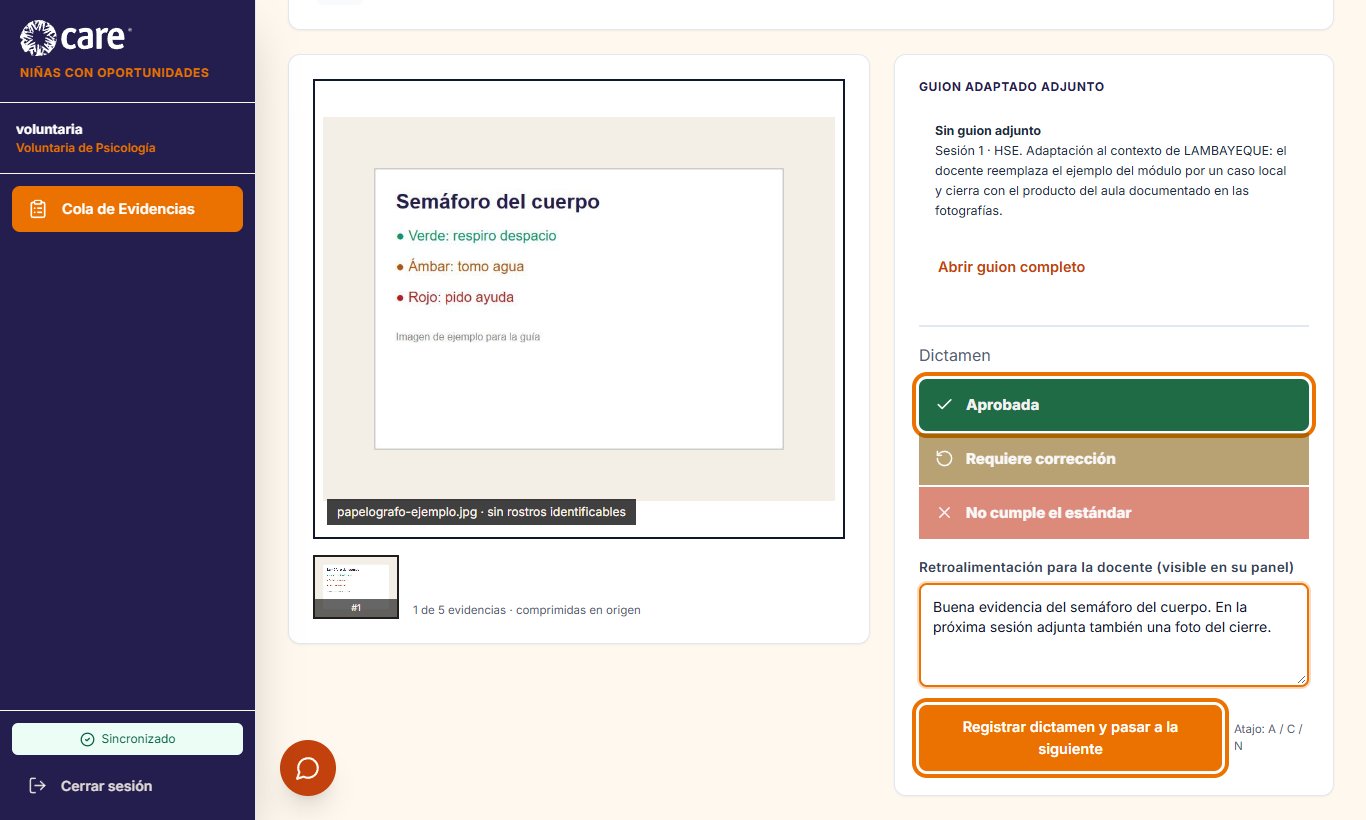 care
NIÑAS CON OPORTUNIDADES
voluntaria
Voluntaria de Psicología
Cola de Evidencias
Sincronizado
Cerrar sesión
Semáforo del cuerpo
● Verde: respiro despacio
● Ámbar: tomo agua
● Rojo: pido ayuda
Imagen de ejemplo para la guía
papelografo-ejemplo.jpg · sin rostros identificables
#1
1 de 5 evidencias · comprimidas en origen
GUION ADAPTADO ADJUNTO
Sin guion adjunto
Sesión 1 · HSE. Adaptación al contexto de LAMBAYEQUE: el
docente reemplaza el ejemplo del módulo por un caso local
y cierra con el producto del aula documentado en las
fotografías.
Abrir guion completo
Dictamen
Aprobada
Requiere corrección
No cumple el estándar
Retroalimentación para la docente (visible en su panel)
Buena evidencia del semáforo del cuerpo. En la
próxima sesión adjunta también una foto del cierre.
Registrar dictamen y pasar a la
siguiente
Atajo: A / C /
N